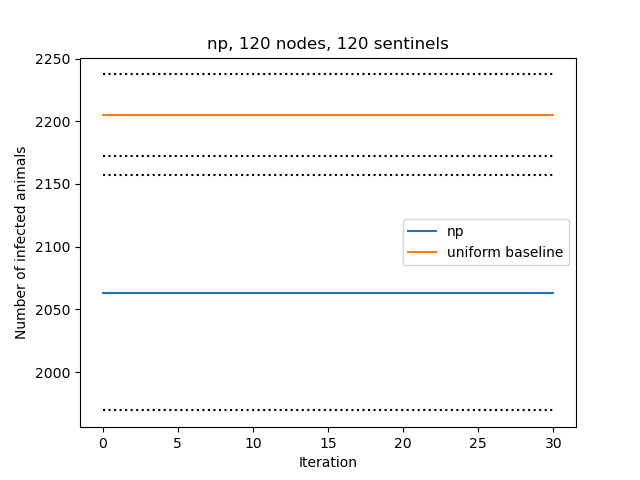 np, 120 nodes, 120 sentinels
2250
2200
2150
2100
2050
2000
Number of infected animals
np
uniform baseline
0 5 10 15 20 25 30
Iteration